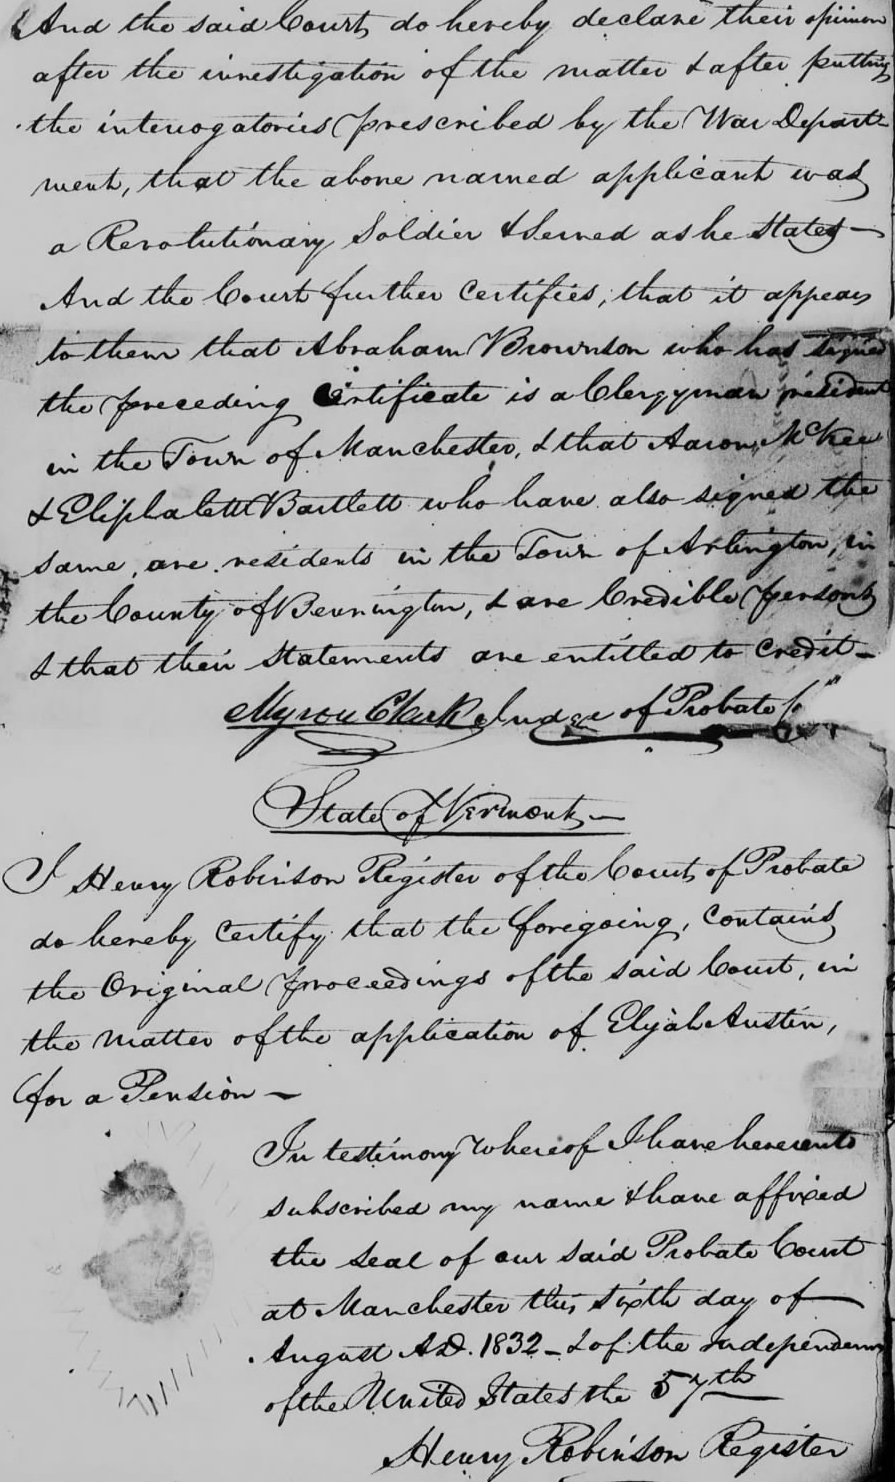 And the said Court, do hereby declare their opinion
after the investigation of the matter & after putting
the interrogatories prescribed by the War Depart=
ment, that the above named applicant was
a Revolutionary Soldier & Served as he States—
And the Court further Certifies, that it appears
to them that Abraham Brownson who has signed
the preceding Certificate is a Clergyman resident
in the Town of Manchester, & that Aaron McKee
& Eliphalett Bartlett who have also signed the
same, are residents in the Town of Arlington, in
the County of Bennington, & are Credible persons
& that their statements are entitled to credit—
Myron Clark Judge of Probate Co
State of Vermont—
I Henry Robinson Register of the Court of Probate
do hereby Certify that the foregoing, contains
the Original proceedings of the said Court, in
the matter of the application of Elijah Austin,
for a Pension—
In testimony whereof I have hereunto
subscribed my name & have affixed
the seal of our said Probate Court
at Manchester this sixth day of
August AD. 1832— & of the independence
of the United States the 57th
Henry Robinson Register